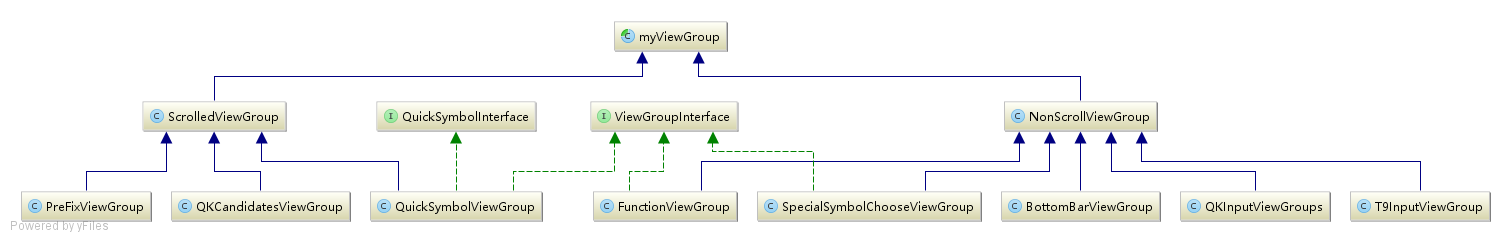 C myViewGroup
C ScrolledViewGroup
I QuickSymbolInterface
I ViewGroupInterface
C NonScrollViewGroup
C PreFixViewGroup
C QKCandidatesViewGroup
C QuickSymbolViewGroup
C FunctionViewGroup
C SpecialSymbolChooseViewGroup
C BottomBarViewGroup
C QKInputViewGroups
C T9InputViewGroup
Powered by yFiles